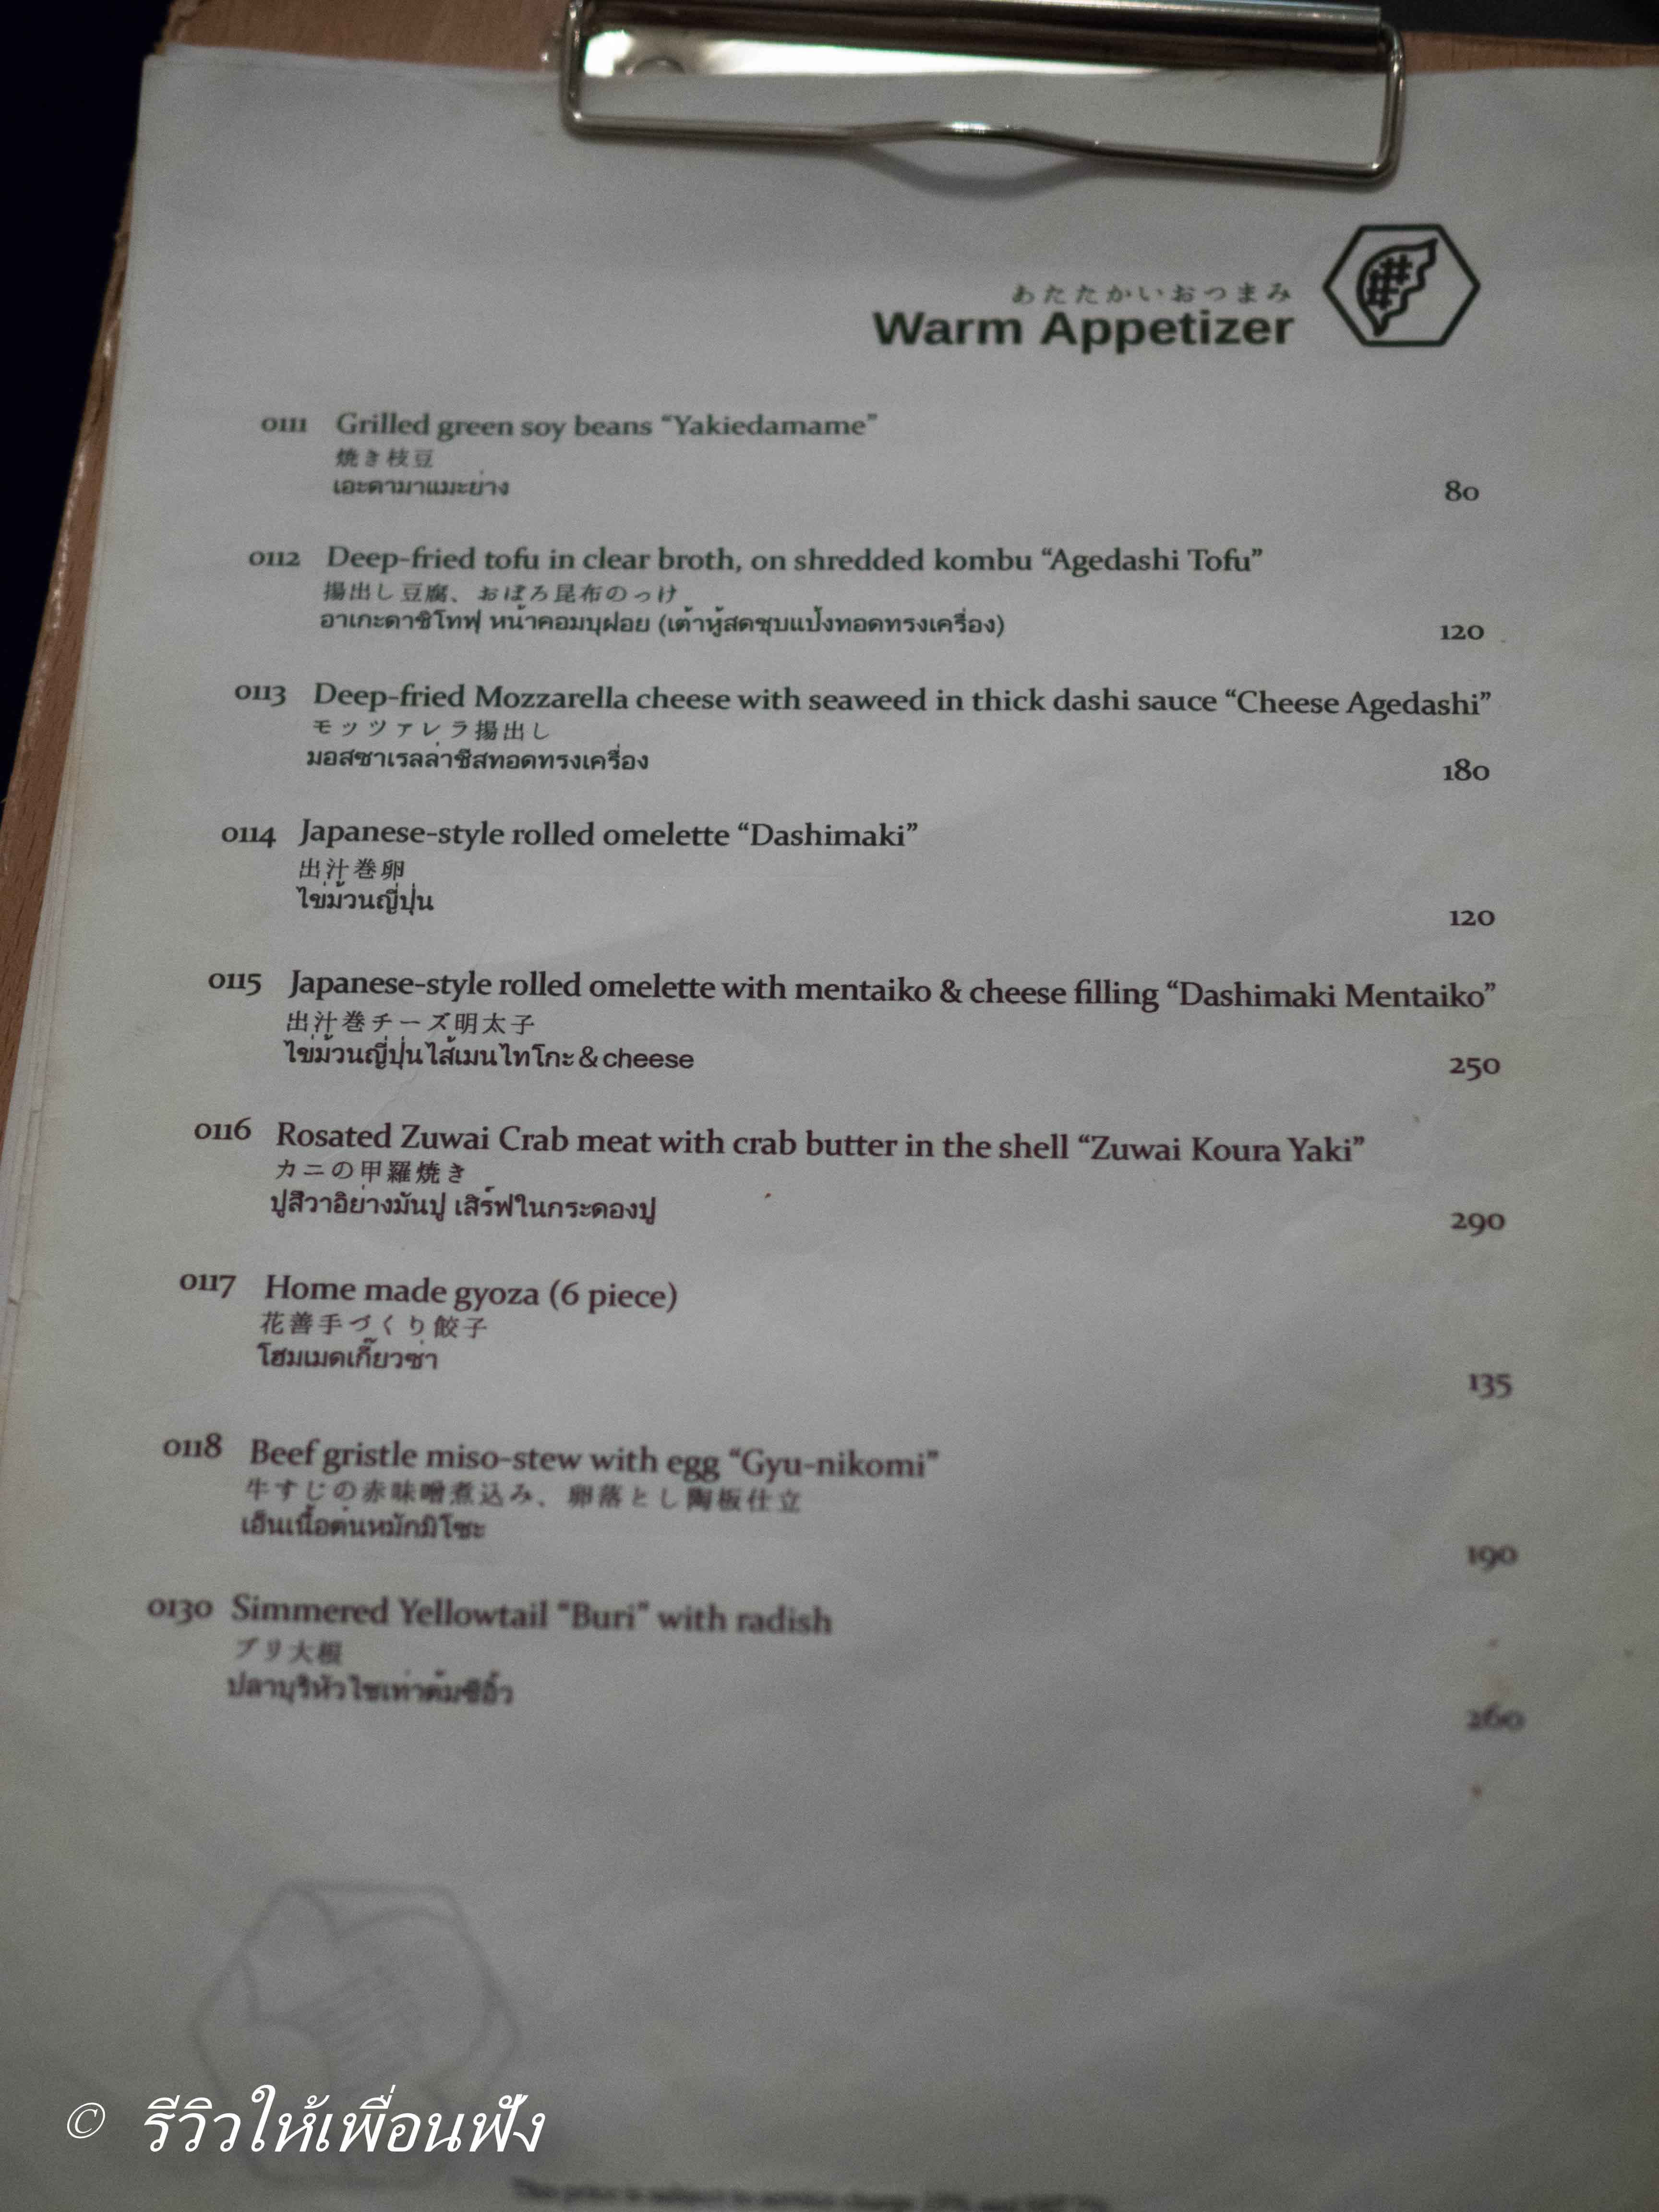 あたたかいおつまみ
Warm Appetizer
0111 Grilled green soy beans “Yakiedamame”
焼き枝豆
เอะดามาแมะย่าง 80
0112 Deep-fried tofu in clear broth, on shredded kombu “Agedashi Tofu”
揚出し豆腐、おぼろ昆布のっけ
อาเกะดาชิโทฟุ หน้าคอมบุฝอย (เต้าหู้สดชุบแป้งทอดทรงเครื่อง) 120
0113 Deep-fried Mozzarella cheese with seaweed in thick dashi sauce “Cheese Agedashi”
モッツァレラ揚出し
มอสซาเรลล่าชีสทอดทรงเครื่อง 180
0114 Japanese-style rolled omelette “Dashimaki”
出汁巻卵
ไข่ม้วนญี่ปุ่น 120
0115 Japanese-style rolled omelette with mentaiko & cheese filling “Dashimaki Mentaiko”
出汁巻チーズ明太子
ไข่ม้วนญี่ปุ่นไส้เมนไทโกะ & cheese 250
0116 Rosated Zuwai Crab meat with crab butter in the shell “Zuwai Koura Yaki”
カニの甲羅焼き
ปูสึวาอิย่างมันปู เสิร์ฟในกระดองปู 290
0117 Home made gyoza (6 piece)
花善手づくり餃子
โฮมเมดเกี๊ยวซ่า 135
0118 Beef gristle miso-stew with egg “Gyu-nikomi”
牛すじの赤味噌煮込み、卵落とし陶板仕立
เอ็นเนื้อตุ๋นหมักมิโซะ 190
0130 Simmered Yellowtail “Buri” with radish
ブリ大根
ปลาบุริหัวไชเท่าต้มซีอิ๊ว 260
© รีวิวให้เพื่อนฟัง
This price is subject to service charge